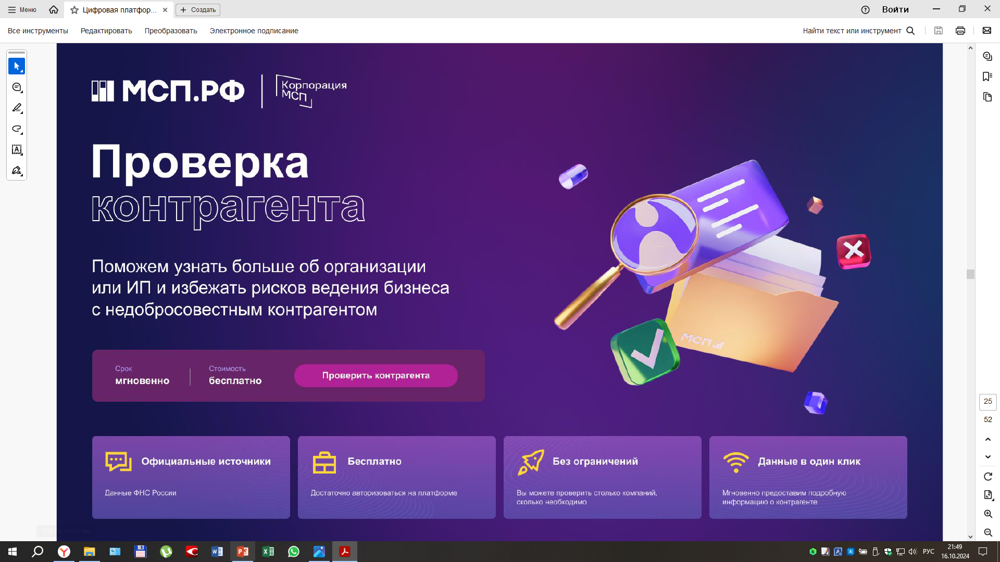 Меню
Цифровая платфор...
Создать
Войти
Все инструменты
Редактировать
Преобразовать
Электронное подписание
Найти текст или инструмент
МСП.РФ
Корпорация
МСП
Проверка
контрагента
Поможем узнать больше об организации
или ИП и избежать рисков ведения бизнеса
с недобросовестным контрагентом
Срок
мгновенно
Стоимость
бесплатно
Проверить контрагента
МСП
Официальные источники
Данные ФНС России
Бесплатно
Достаточно авторизоваться на платформе
Без ограничений
Вы можете проверить столько компаний,
сколько необходимо
Данные в один клик
Мгновенно предоставим подробную
информацию о контрагенте
25
52
РУС
21:49
16.10.2024